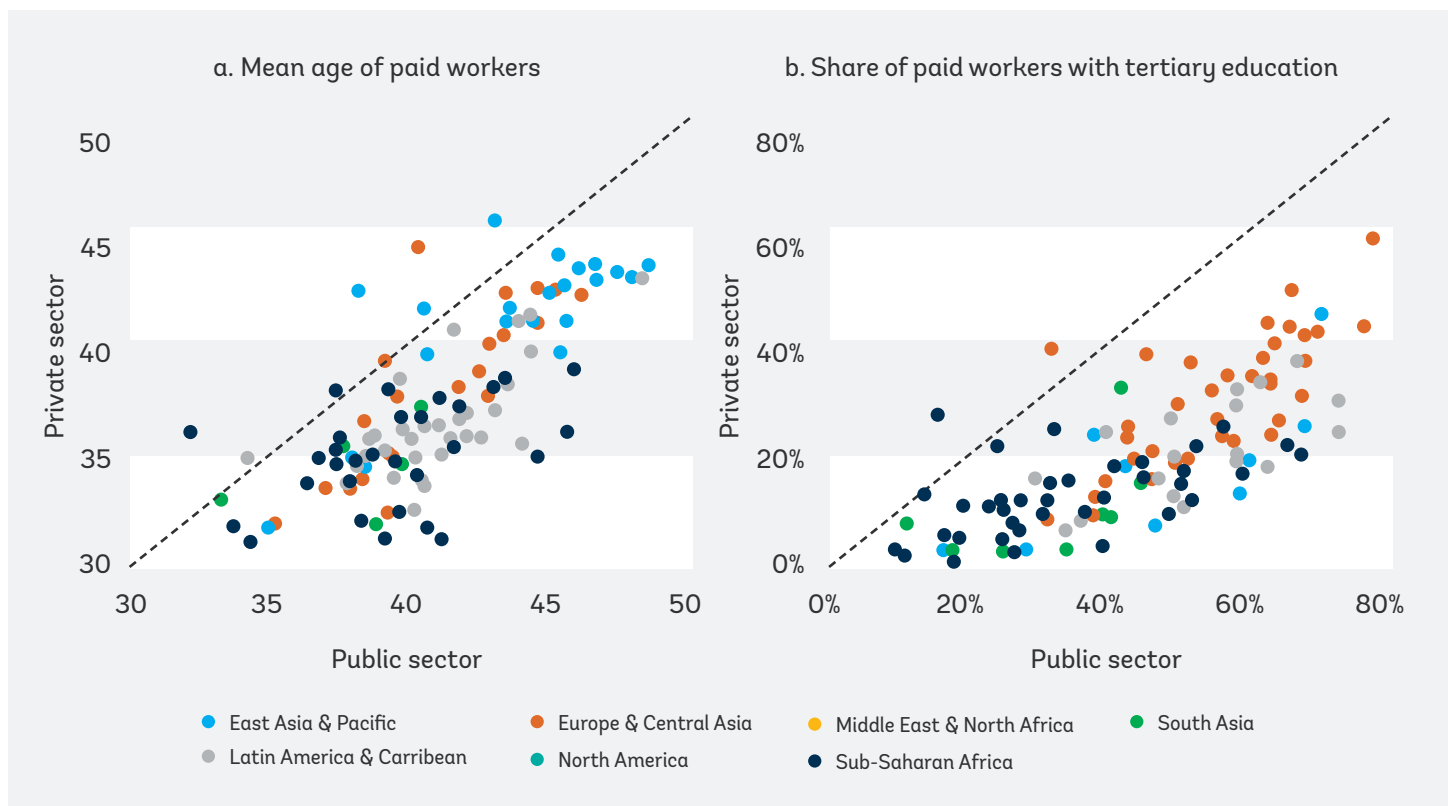 a. Mean age of paid workers
50
45
40
35
30
Private sector
30 35 40 45 50
Public sector
b. Share of paid workers with tertiary education
80%
60%
40%
20%
0%
Private sector
0% 20% 40% 60% 80%
Public sector
East Asia & Pacific
Europe & Central Asia
Middle East & North Africa
South Asia
Latin America & Carribean
North America
Sub-Saharan Africa